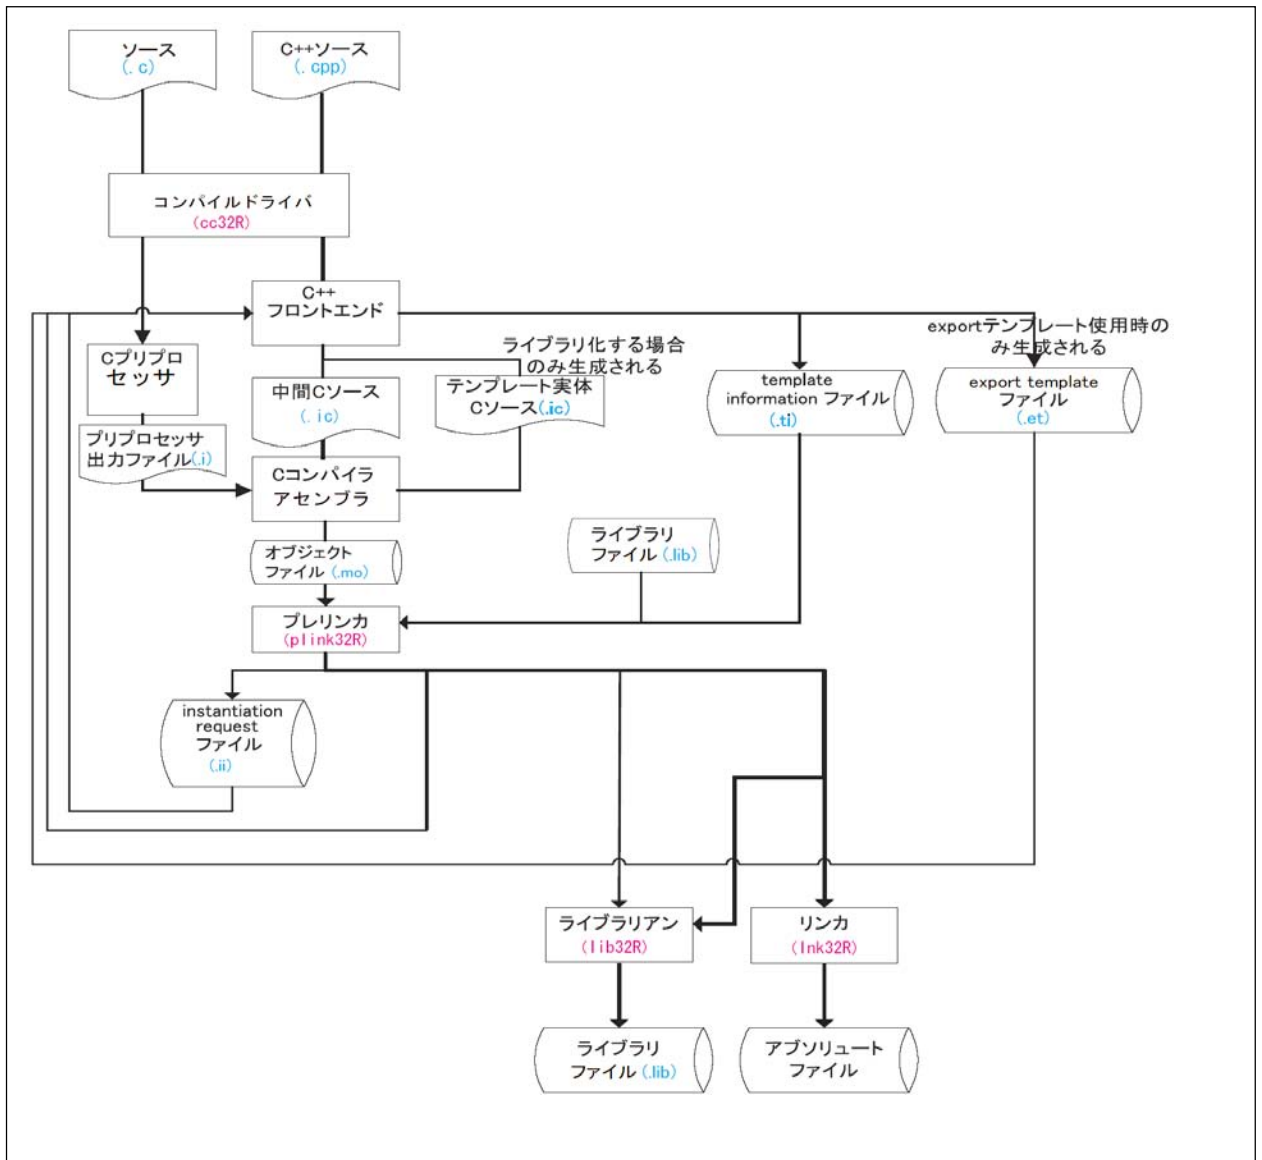 ソース
(.c)
C++ソース
(.cpp)
コンパイルドライバ
(cc32R)
C++
フロントエンド
exportテンプレート使用時の
み生成される
ライブラリ化する場合
のみ生成される
Cプリプロ
セッサ
中間Cソース
(.ic)
テンプレート実体
Cソース(.ic)
template
information ファイル
(.ti)
export template
ファイル
(.et)
プリプロセッサ
出力ファイル(.i)
Cコンパイラ
アセンブラ
オブジェクト
ファイル(.mo)
ライブラリ
ファイル(.lib)
プレリンカ
(plink32R)
instantiation
request
ファイル
(.ii)
ライブラリアン
(lib32R)
リンカ
(lnk32R)
ライブラリ
ファイル(.lib)
アブソリュート
ファイル